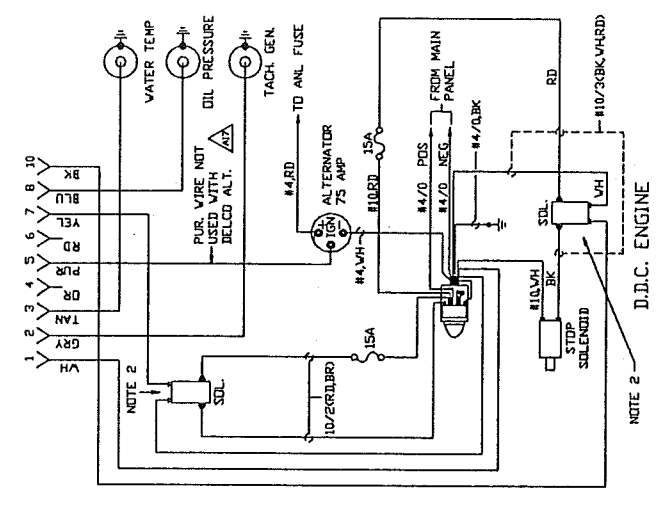 10
BK
8
BLU
7
YEL
6
RD
5
PUR
4
OR
3
TAN
2
GRY
1
WH
WATER TEMP
OIL PRESSURE
TACH. GEN.
TO ANL FUSE
PUR. WIRE NOT
USED WITH
DELCO ALT.
A17
#4,RD
ALTERNATOR
75 AMP
+
IGN
-
#4,WH
#10,RD
15A
#4/0 POS
#4/0 NEG
FROM MAIN
PANEL
#4/0,BK
RD
#10/3(BK,WH,RD)
WH
SOL.
D.D.C. ENGINE
#10,WH
BK
STOP
SOLENOID
NOTE 2
NOTE 2
SOL.
15A
10/2(RD,BR)